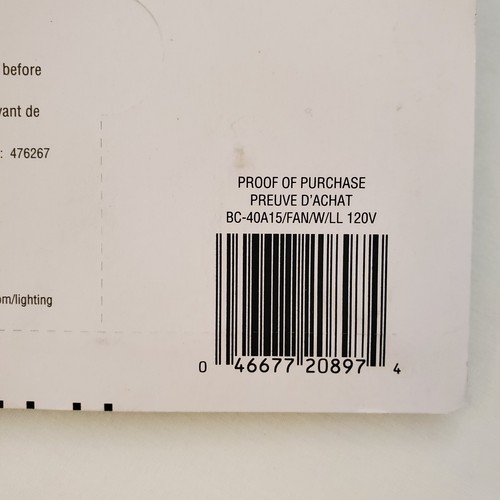 before
vant de
: 476267
PROOF OF PURCHASE
PREUVE D'ACHAT
BC-40A15/FAN/W/LL 120V
om/lighting
0 46677 20897 4